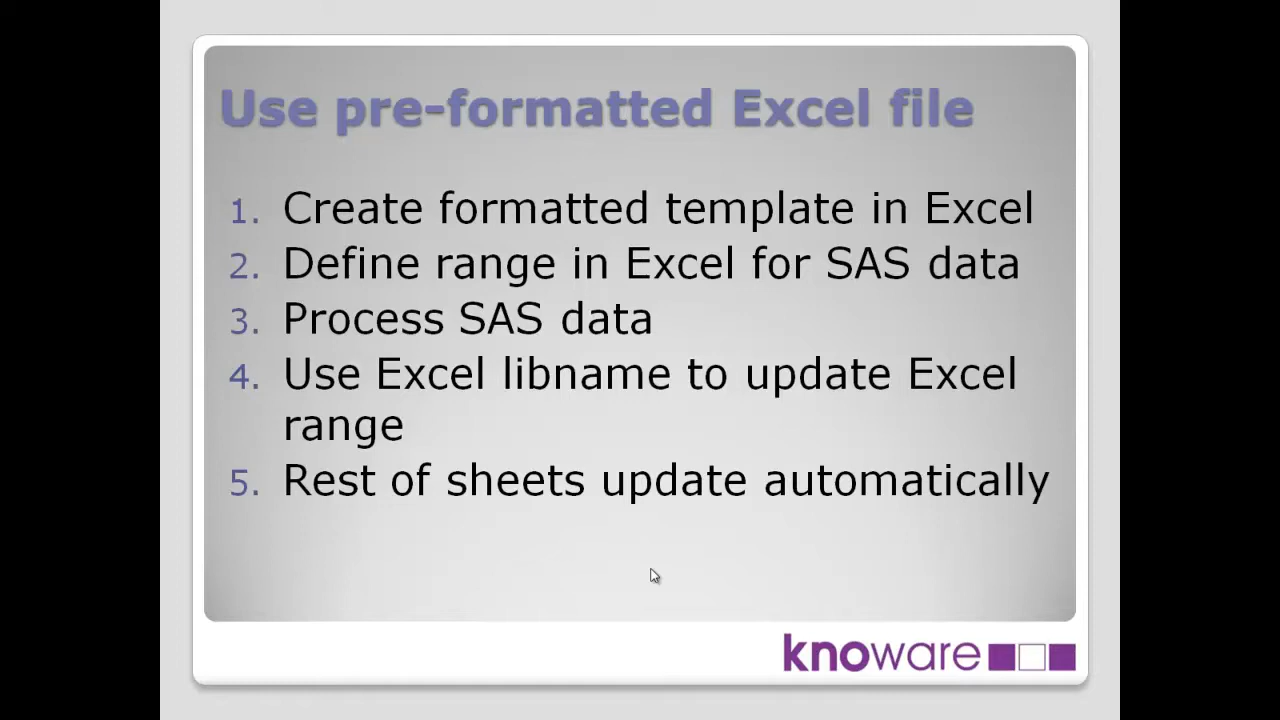 Use pre-formatted Excel file
1. Create formatted template in Excel
2. Define range in Excel for SAS data
3. Process SAS data
4. Use Excel libname to update Excel
range
5. Rest of sheets update automatically
knoware